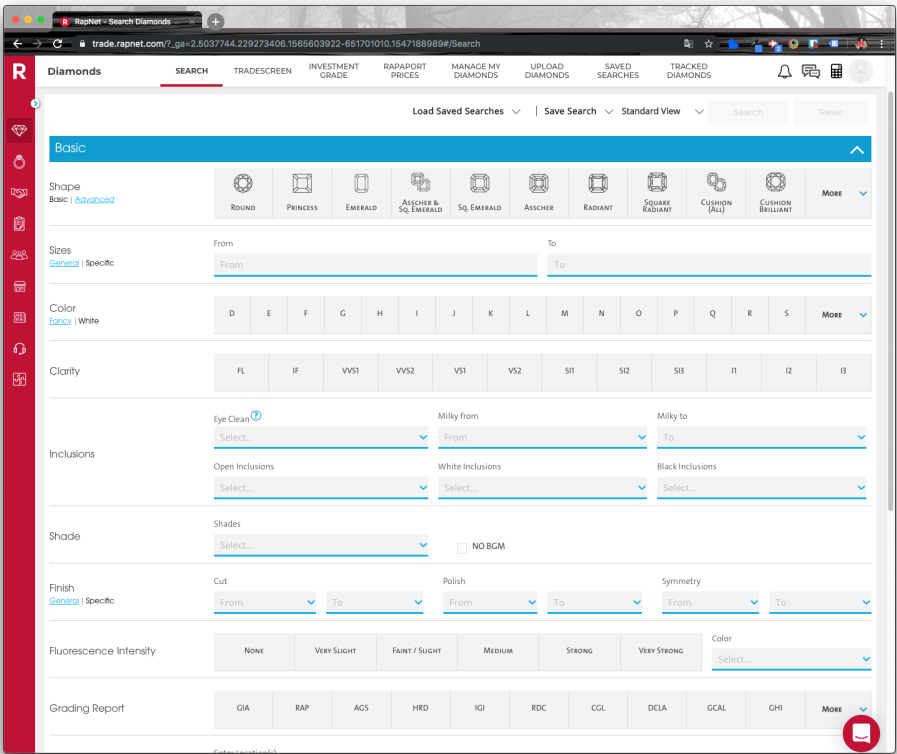 RapNet - Search Diamonds
trade.rapnet.com/?_ga=2.5037744.229273406.1565603922-651701010.1547188989#/Search
R
Diamonds
SEARCH
TRADESCREEN
INVESTMENT
GRADE
RAPAPORT
PRICES
MANAGE MY
DIAMONDS
UPLOAD
DIAMONDS
SAVED
SEARCHES
TRACKED
DIAMONDS
Load Saved Searches | Save Search Standard View Search Reset
Basic
Shape
Basic | Advanced
ROUND
PRINCESS
EMERALD
ASSCHER &
SQ. EMERALD
SQ. EMERALD
ASSCHER
RADIANT
SQUARE
RADIANT
CUSHION
(ALL)
CUSHION
BRILLIANT
MORE
Sizes
General | Specific
From To
From To
Color
Fancy | White
D E F G H I J K L M N O P Q R S MORE
Clarity
FL IF VVS1 VVS2 VS1 VS2 SI1 SI2 SI3 I1 I2 I3
Inclusions
Eye Clean ? Milky from Milky to
Select... From To
Open Inclusions White Inclusions Black Inclusions
Select... Select... Select...
Shade
Shades
Select... NO BGM
Finish
General | Specific
Cut Polish Symmetry
From To From To From To
Fluorescence Intensity
NONE VERY SLIGHT FAINT / SLIGHT MEDIUM STRONG VERY STRONG
Color
Select...
Grading Report
GIA RAP AGS HRD IGI RDC CGL DCLA GCAL GHI MORE
Enter Location(s)